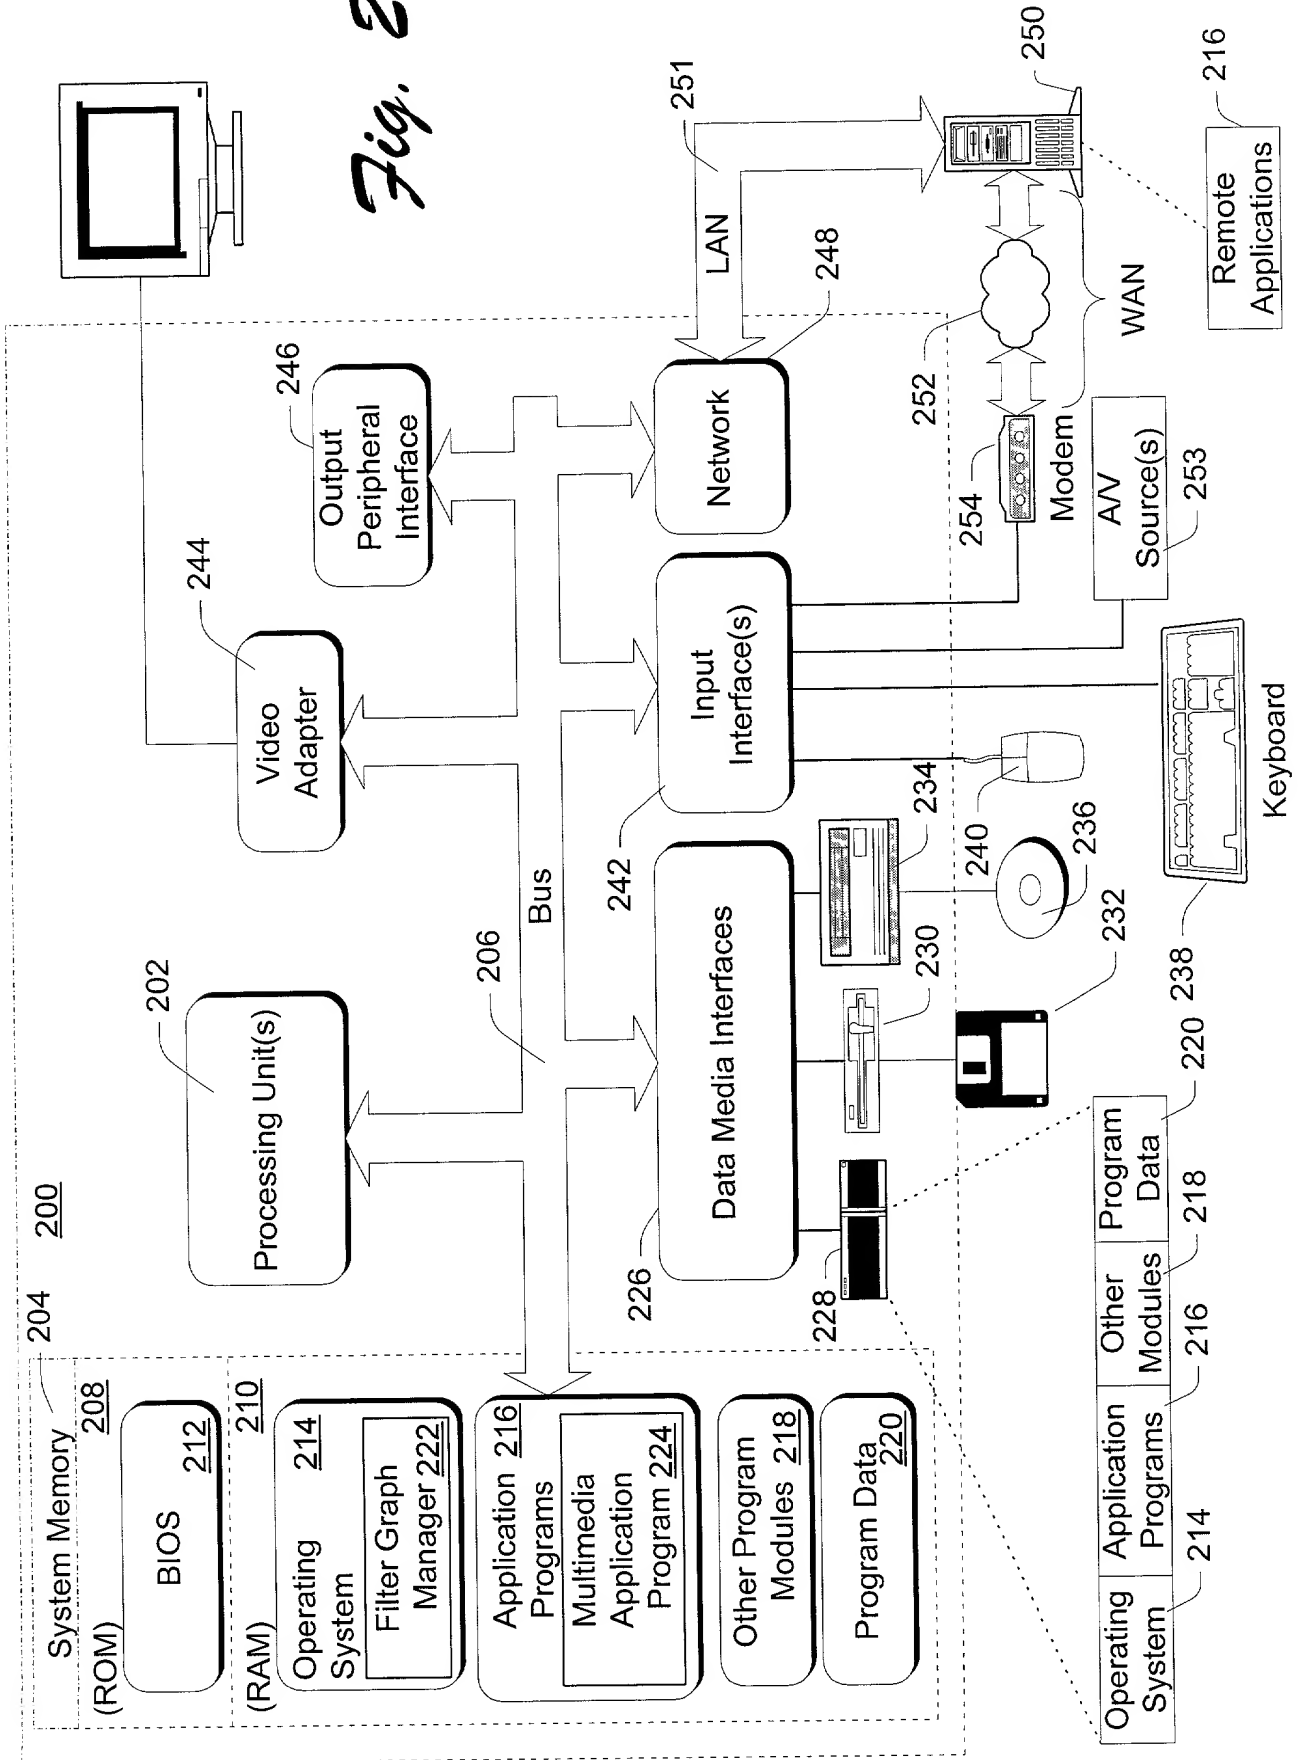 200
System Memory
204
(ROM)
208
BIOS
212
(RAM)
210
Operating
System
214
Filter Graph
Manager 222
Application 216
Programs
Multimedia
Application
Program 224
Other Program
Modules 218
Program Data
220
202
Processing Unit(s)
206
Bus
244
Video
Adapter
246
Output
Peripheral
Interface
Fig. 2
226
Data Media Interfaces
242
Input
Interface(s)
Network
248
LAN
251
228
230
234
232
236
240
238
Keyboard
254
Modem
252
WAN
250
A/V
Source(s)
253
Remote
Applications
216
Operating
System
214
Application
Programs
216
Other
Modules
218
Program
Data
220